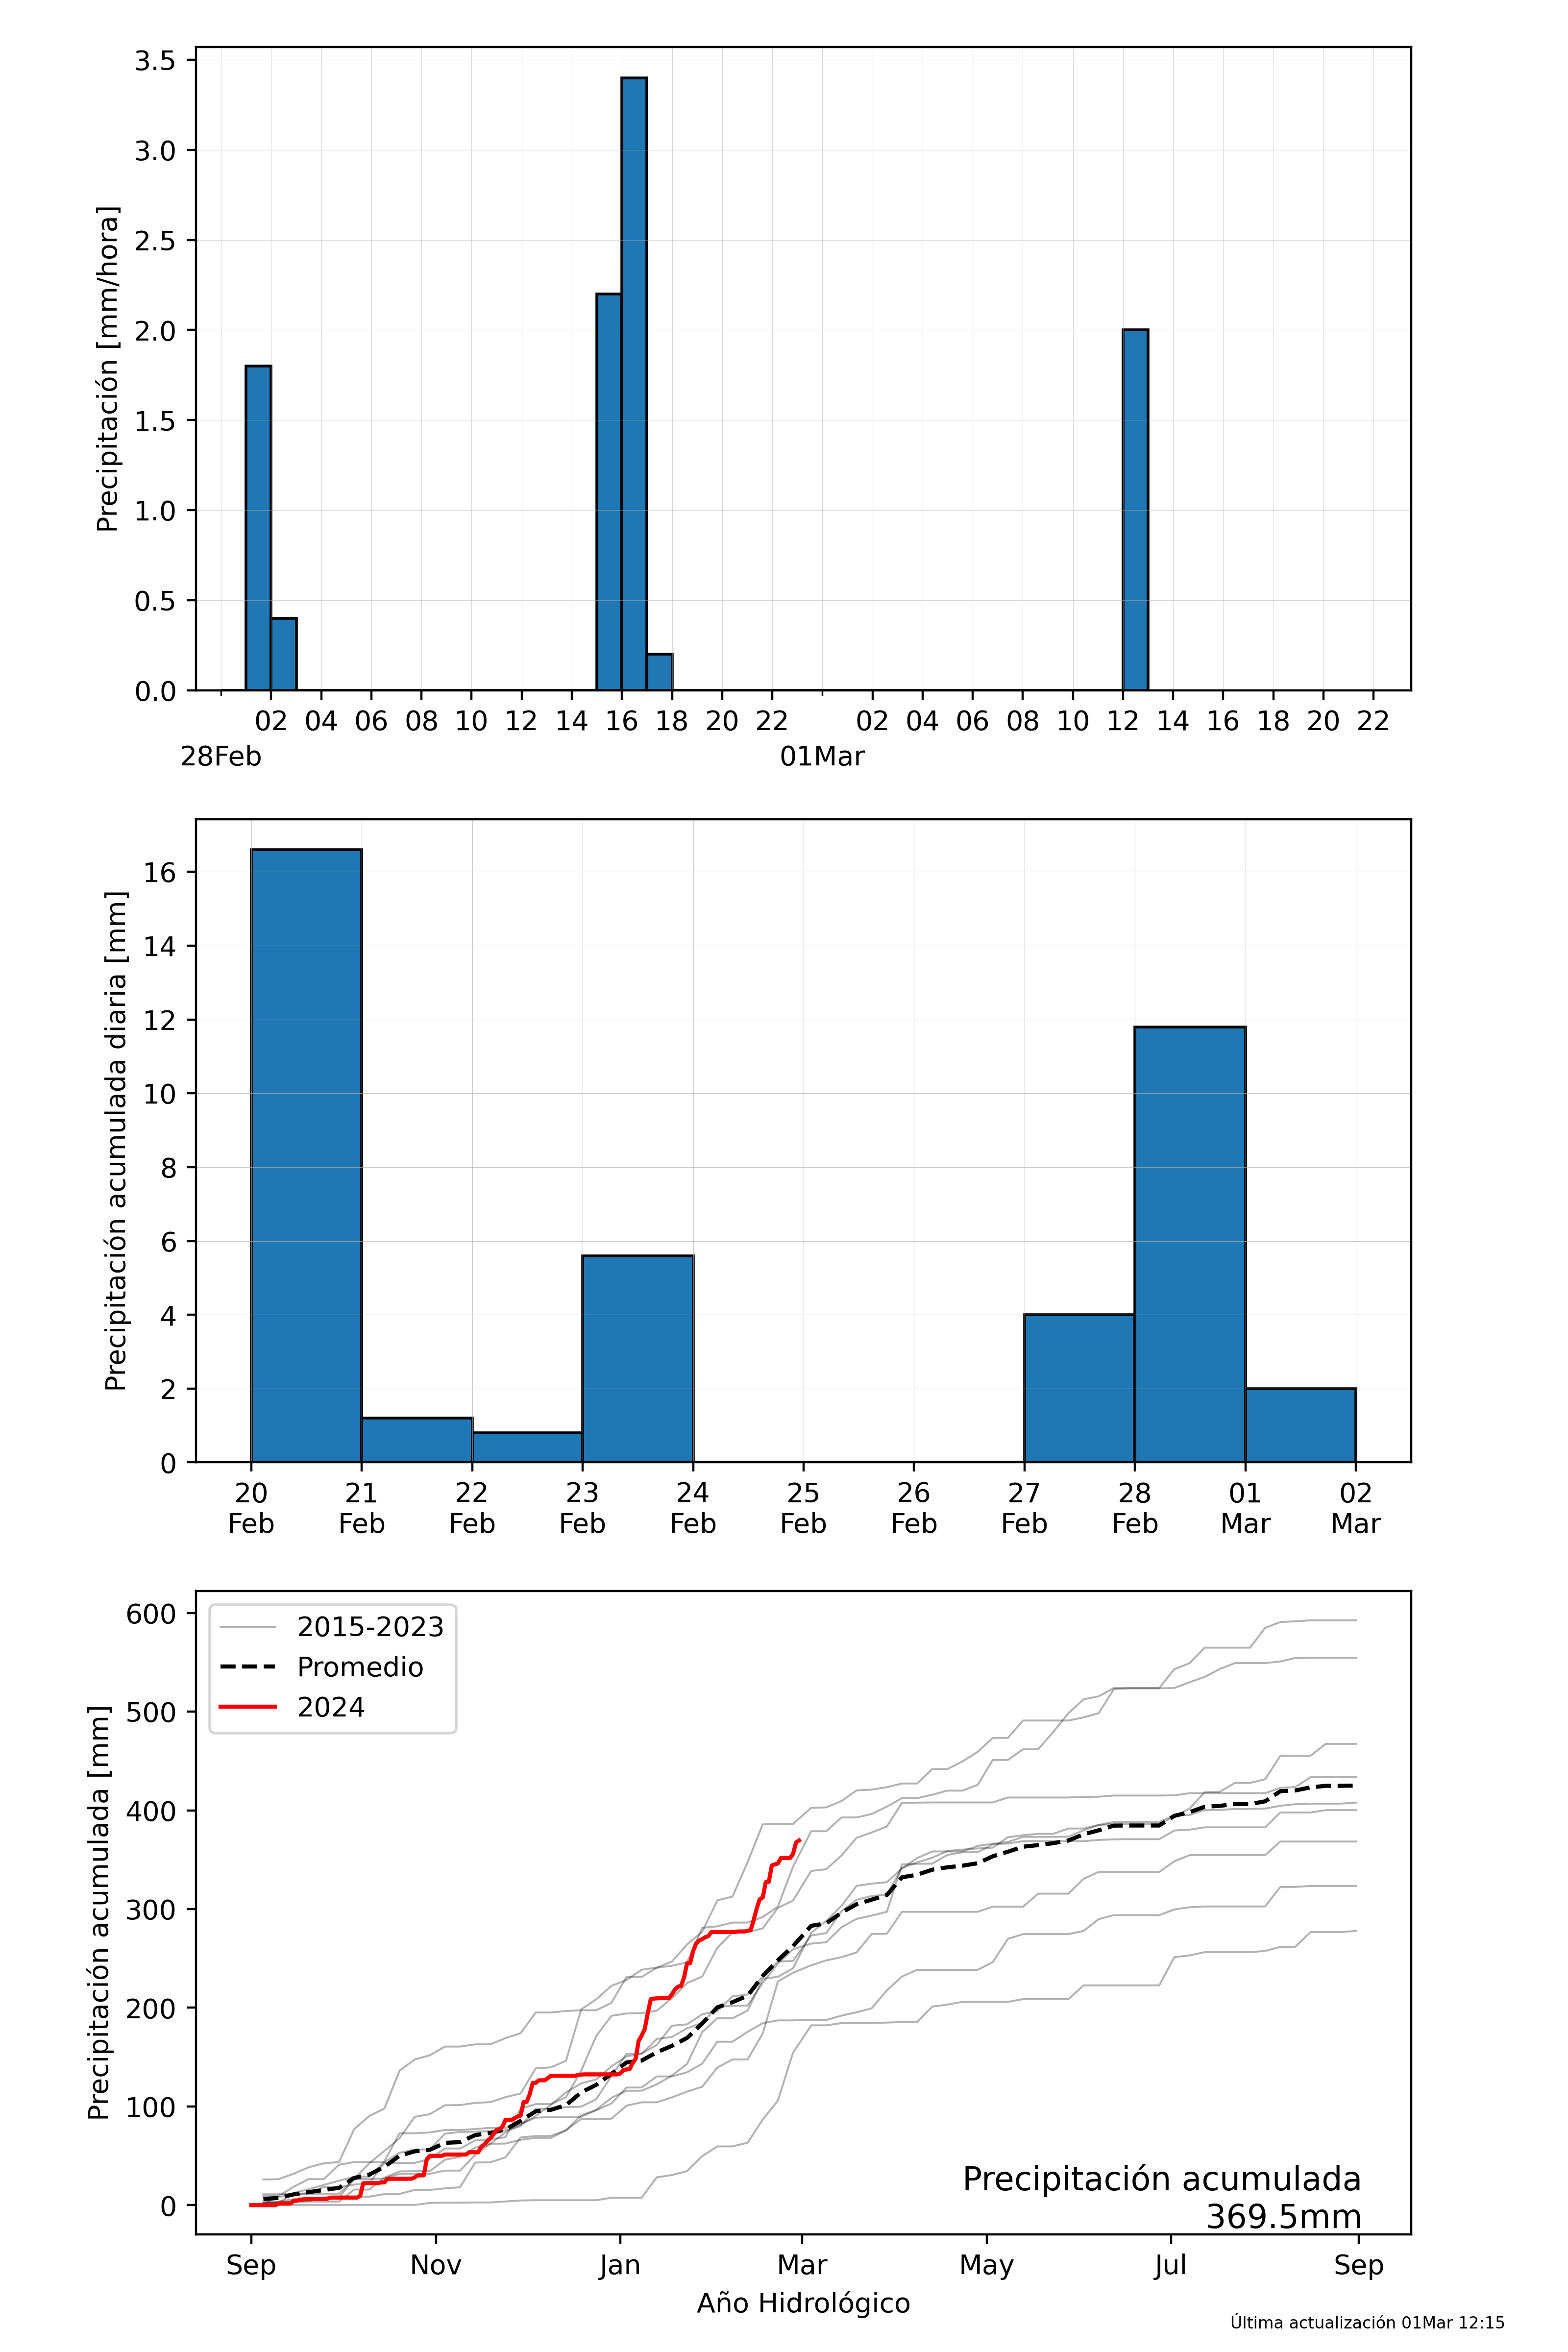 Precipitación [mm/hora]
3.5
3.0
2.5
2.0
1.5
1.0
0.5
0.0
02 04 06 08 10 12 14 16 18 20 22 02 04 06 08 10 12 14 16 18 20 22
28Feb 01Mar
Precipitación acumulada diaria [mm]
16
14
12
10
8
6
4
2
0
20 21 22 23 24 25 26 27 28 01 02
Feb Feb Feb Feb Feb Feb Feb Feb Feb Mar Mar
Precipitación acumulada [mm]
600
500
400
300
200
100
0
2015-2023
Promedio
2024
Precipitación acumulada
369.5mm
Sep Nov Jan Mar May Jul Sep
Año Hidrológico
Última actualización 01Mar 12:15